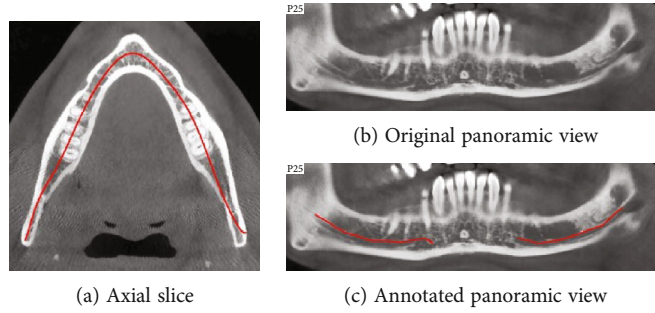 P25
(b) Original panoramic view
P25
(a) Axial slice
(c) Annotated panoramic view